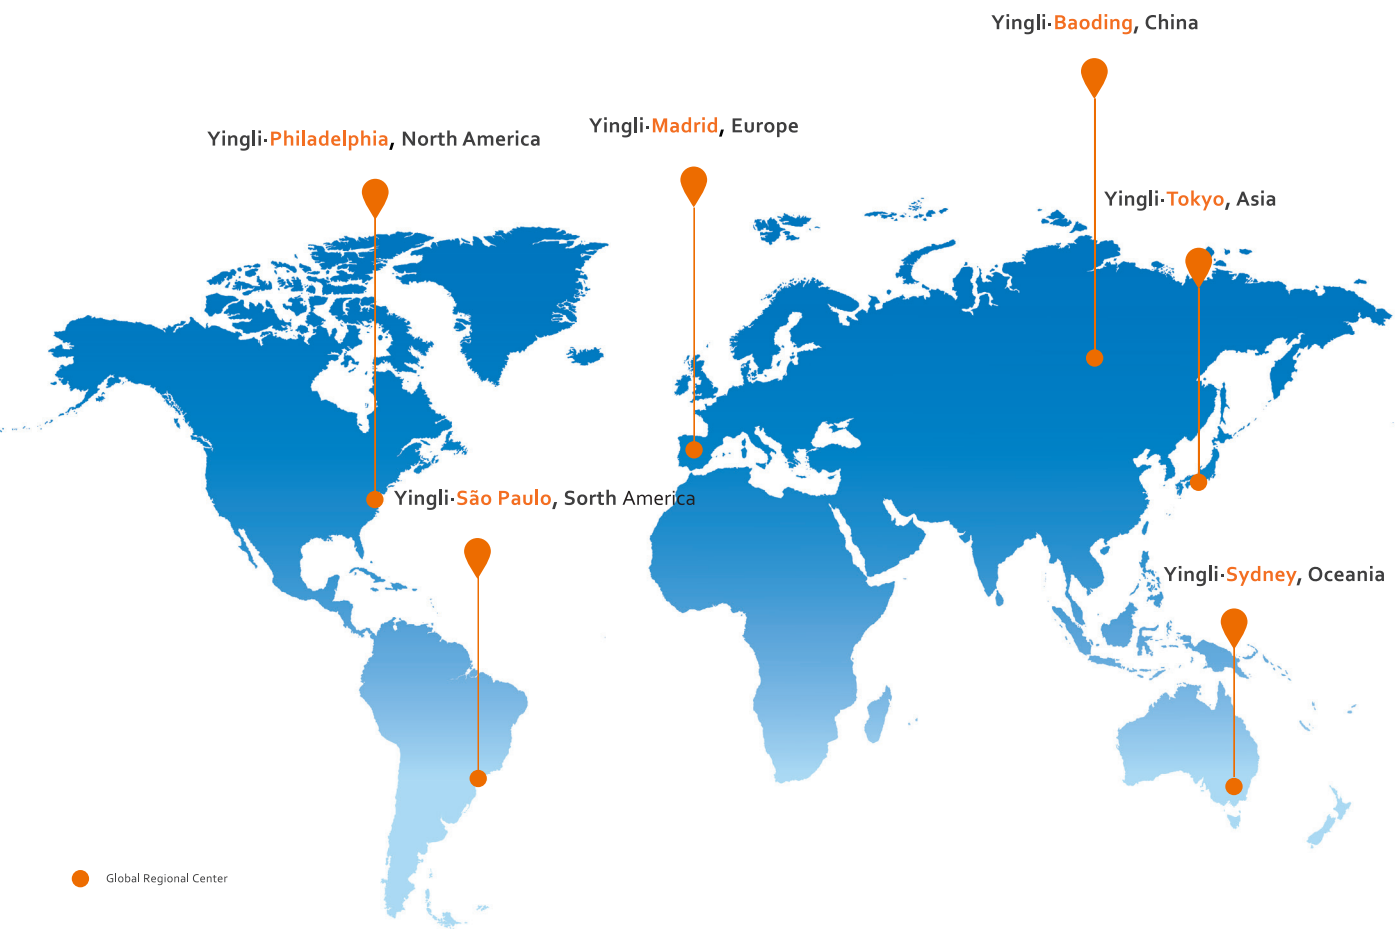 Yingli·Baoding, China
Yingli·Philadelphia, North America
Yingli·Madrid, Europe
Yingli·Tokyo, Asia
Yingli·São Paulo, Sorth America
Yingli·Sydney, Oceania
Global Regional Center